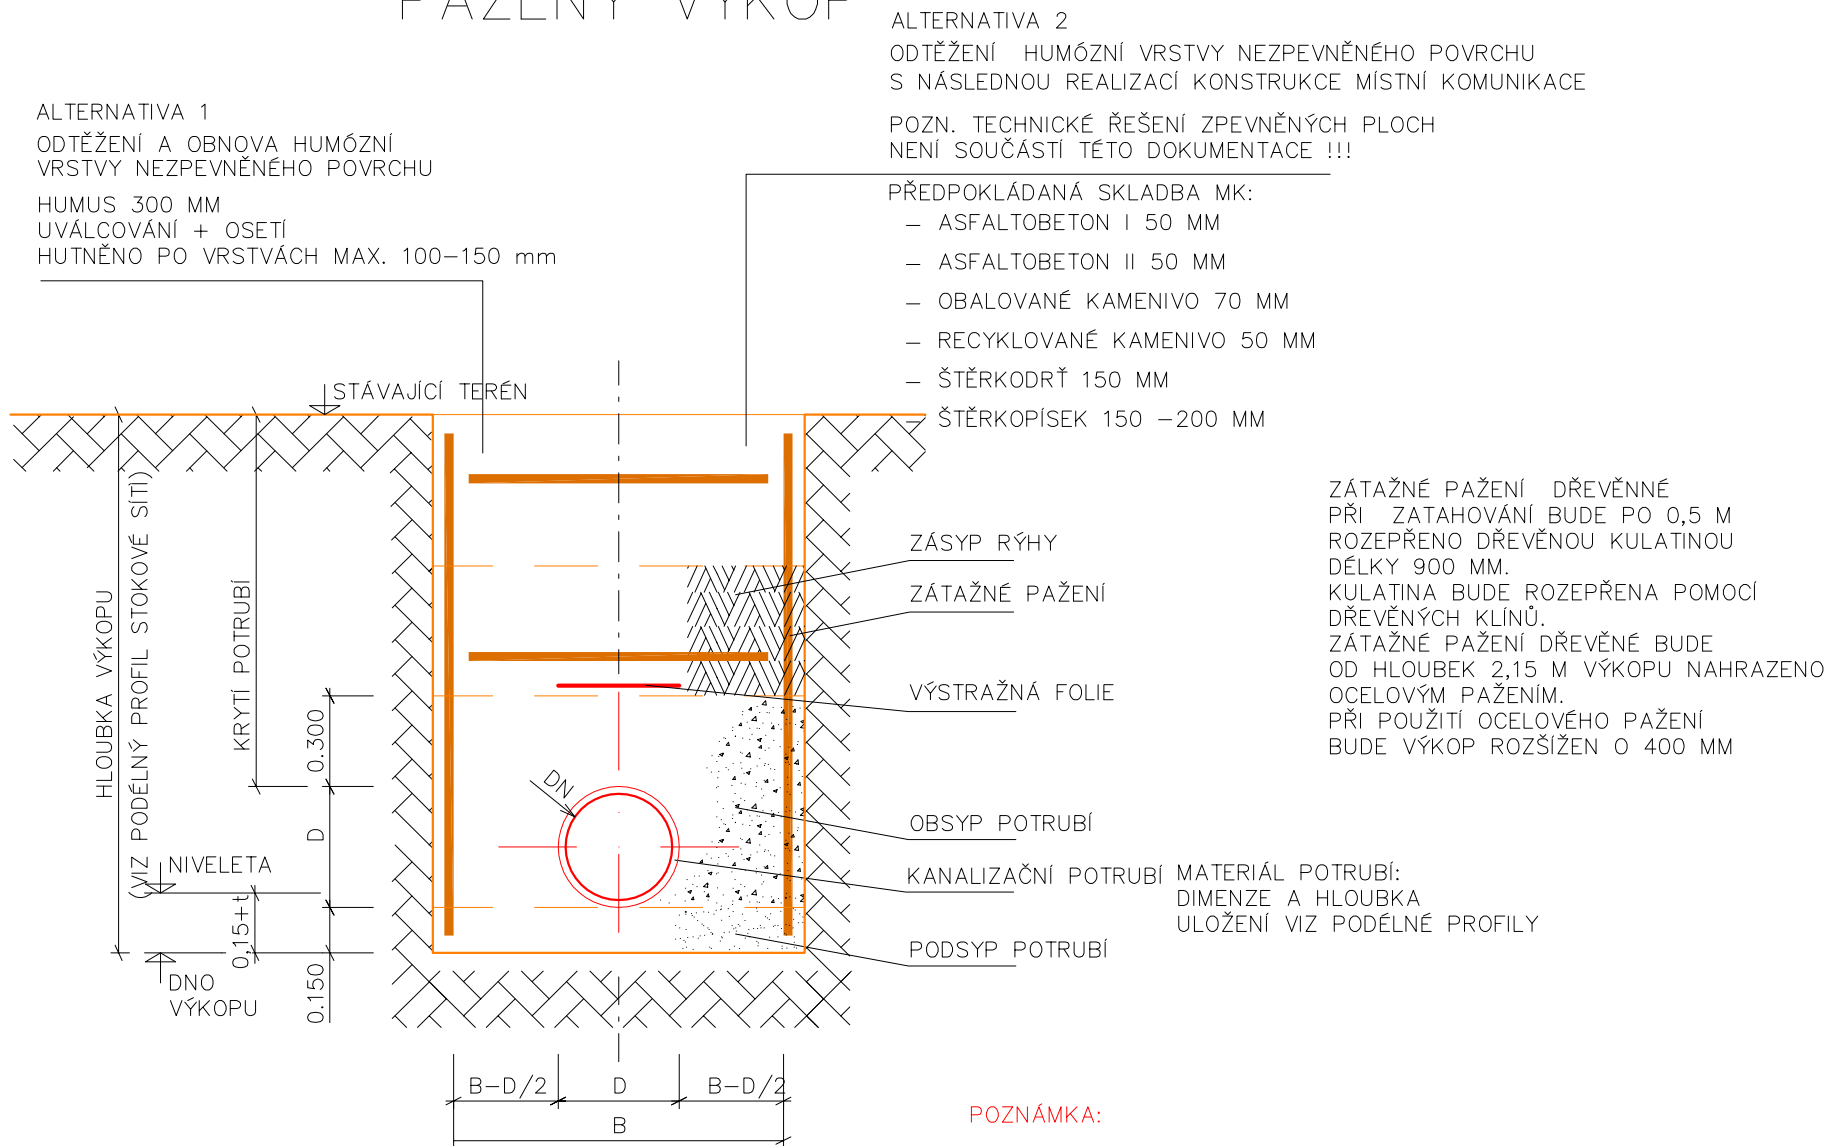 PAŽENÝ VÝKOP
ALTERNATIVA 1
ODTĚŽENÍ A OBNOVA HUMÓZNÍ
VRSTVY NEZPEVNĚNÉHO POVRCHU
HUMUS 300 MM
UVÁLCOVÁNÍ + OSETÍ
HUTNĚNO PO VRSTVÁCH MAX. 100-150 mm
ALTERNATIVA 2
ODTĚŽENÍ HUMÓZNÍ VRSTVY NEZPEVNĚNÉHO POVRCHU
S NÁSLEDNOU REALIZACÍ KONSTRUKCE MÍSTNÍ KOMUNIKACE
POZN. TECHNICKÉ ŘEŠENÍ ZPEVNĚNÝCH PLOCH
NENÍ SOUČÁSTÍ TÉTO DOKUMENTACE !!!
PŘEDPOKLÁDANÁ SKLADBA MK:
- ASFALTOBETON I 50 MM
- ASFALTOBETON II 50 MM
- OBALOVANÉ KAMENIVO 70 MM
- RECYKLOVANÉ KAMENIVO 50 MM
- ŠTĚRKODRŤ 150 MM
- ŠTĚRKOPÍSEK 150 -200 MM
STÁVAJÍCÍ TERÉN
HLOUBKA VÝKOPU
(VIZ PODÉLNÝ PROFIL STOKOVÉ SÍTÍ)
KRYTÍ POTRUBÍ
0.300
D
0,15+t
0.150
NIVELETA
DNO
VÝKOPU
DN
ZÁSYP RÝHY
ZÁTAŽNÉ PAŽENÍ
VÝSTRAŽNÁ FOLIE
OBSYP POTRUBÍ
KANALIZAČNÍ POTRUBÍ
PODSYP POTRUBÍ
MATERIÁL POTRUBÍ:
DIMENZE A HLOUBKA
ULOŽENÍ VIZ PODÉLNÉ PROFILY
ZÁTAŽNÉ PAŽENÍ DŘEVĚNNÉ
PŘI ZATAHOVÁNÍ BUDE PO 0,5 M
ROZEPŘENO DŘEVĚNOU KULATINOU
DÉLKY 900 MM.
KULATINA BUDE ROZEPŘENA POMOCÍ
DŘEVĚNÝCH KLÍNŮ.
ZÁTAŽNÉ PAŽENÍ DŘEVĚNÉ BUDE
OD HLOUBEK 2,15 M VÝKOPU NAHRAZENO
OCELOVÝM PAŽENÍM.
PŘI POUŽITÍ OCELOVÉHO PAŽENÍ
BUDE VÝKOP ROZŠÍŽEN O 400 MM
B-D/2
D
B-D/2
B
POZNÁMKA: